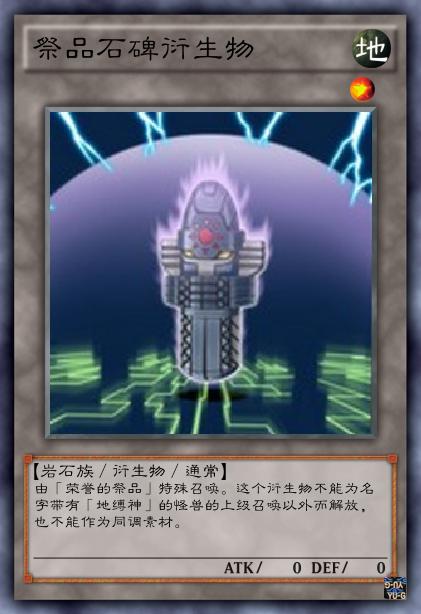 祭品石碑衍生物
地
【岩石族 / 衍生物 / 通常】
由「荣誉的祭品」特殊召唤。这个衍生物不能为名
字带有「地缚神」的怪兽的上级召唤以外而解放，
也不能作为同调素材。
ATK/ 0 DEF/ 0